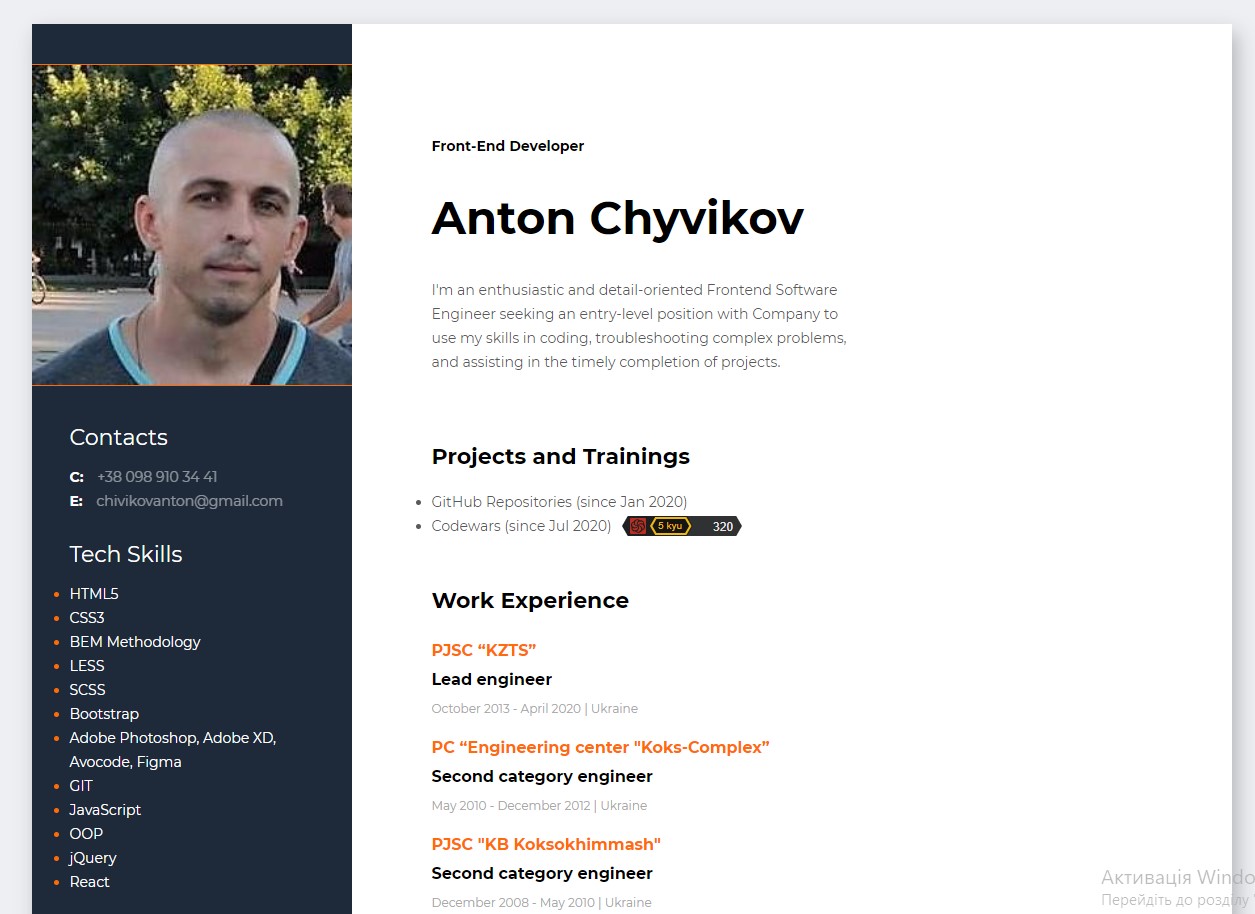 Contacts
C: +38 098 910 34 41
E: chivikovanton@gmail.com
Tech Skills
HTML5
CSS3
BEM Methodology
LESS
SCSS
Bootstrap
Adobe Photoshop, Adobe XD,
Avocode, Figma
GIT
JavaScript
OOP
jQuery
React
Front-End Developer
Anton Chyvikov
I'm an enthusiastic and detail-oriented Frontend Software
Engineer seeking an entry-level position with Company to
use my skills in coding, troubleshooting complex problems,
and assisting in the timely completion of projects.
Projects and Trainings
GitHub Repositories (since Jan 2020)
Codewars (since Jul 2020) 5 kyu 320
Work Experience
PJSC “KZTS”
Lead engineer
October 2013 - April 2020 | Ukraine
PC “Engineering center "Koks-Complex”
Second category engineer
May 2010 - December 2012 | Ukraine
PJSC "KB Koksokhimmash"
Second category engineer
December 2008 - May 2010 | Ukraine
Активація Windo
Перейдіть до розділу